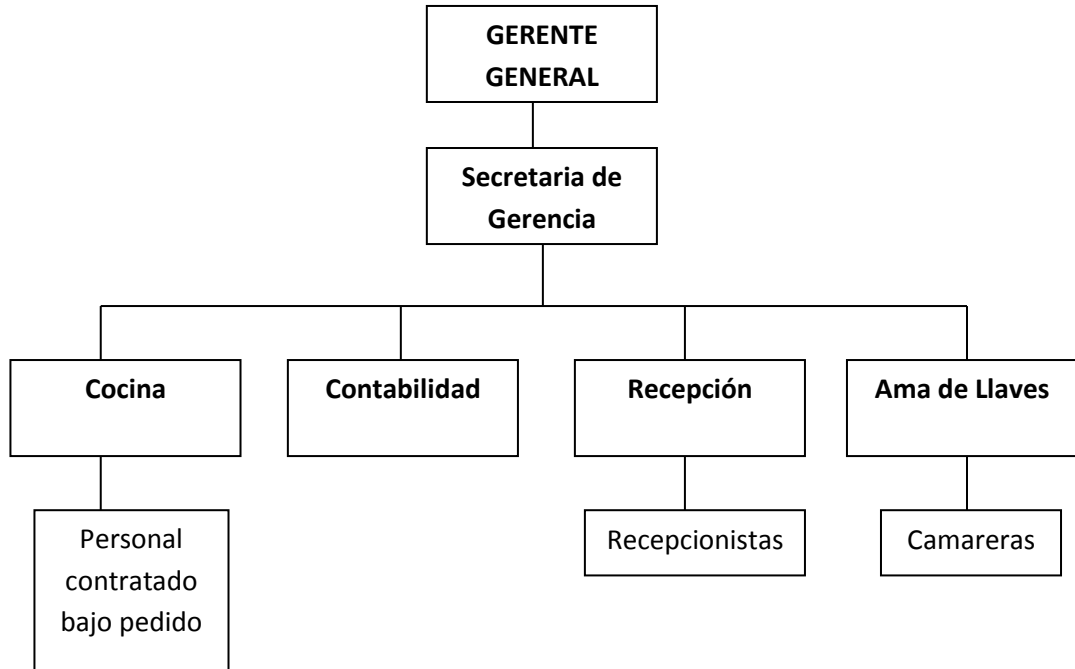 GERENTE
GENERAL
Secretaria de
Gerencia
Cocina
Contabilidad
Recepción
Ama de Llaves
Personal
contratado
bajo pedido
Recepcionistas
Camareras